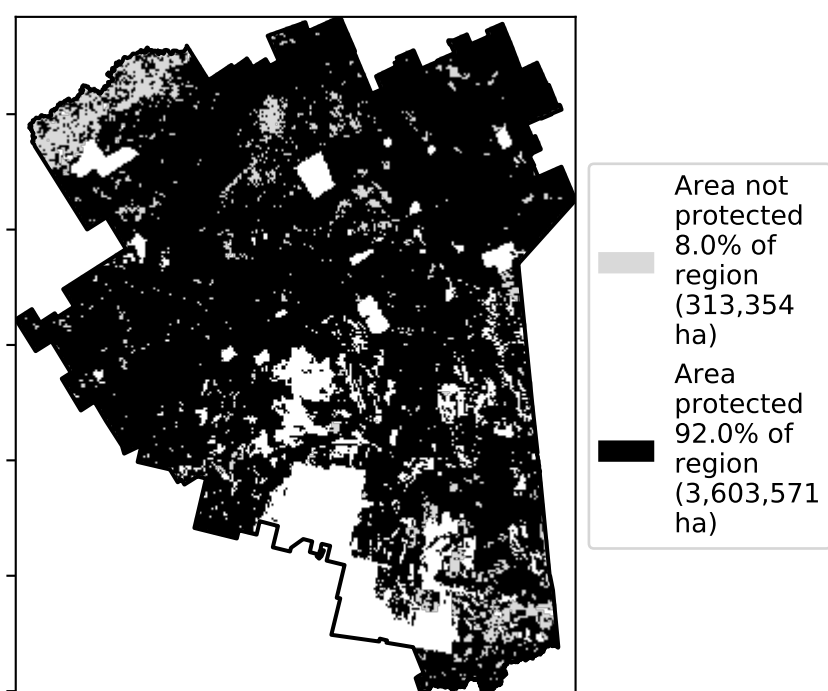 Area not
protected
8.0% of
region
(313,354
ha)
Area
protected
92.0% of
region
(3,603,571
ha)